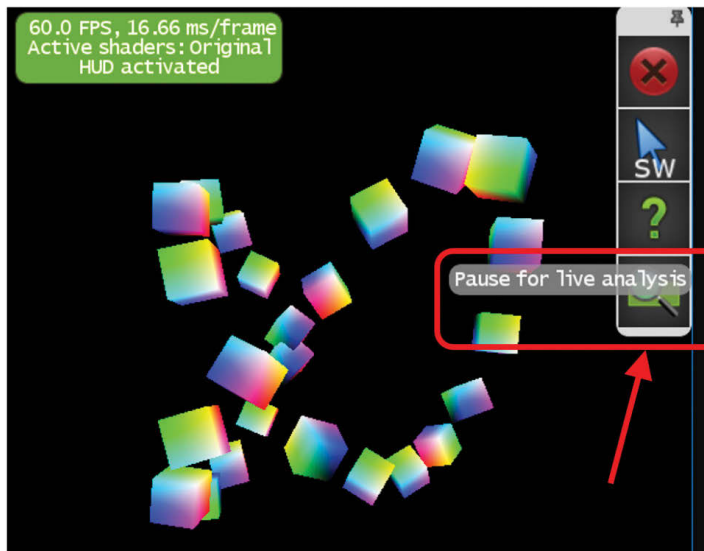 60.0 FPS, 16.66 ms/frame
Active shaders: Original
HUD activated
SW
?
Pause for live analysis